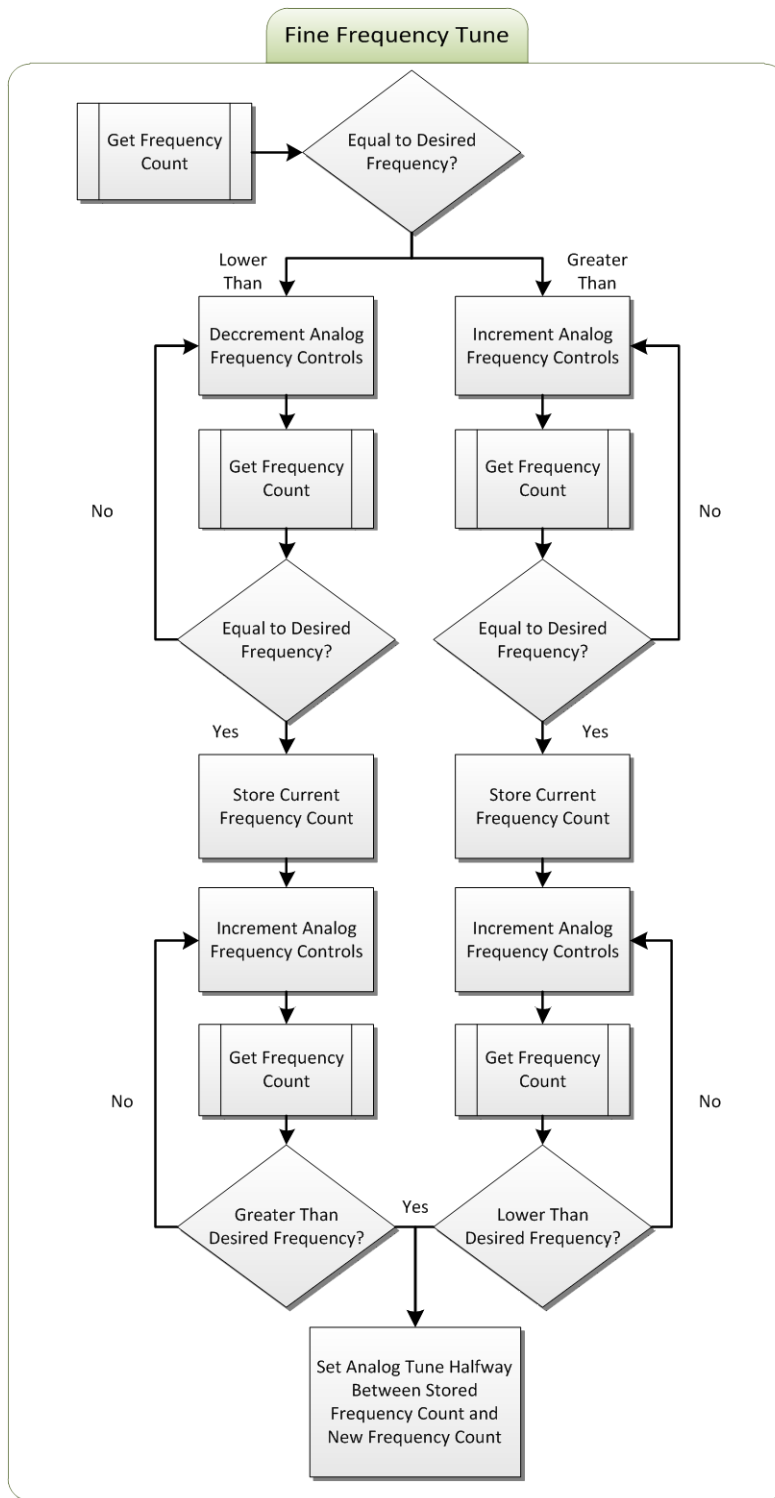 Fine Frequency Tune
Get Frequency
Count
Equal to Desired
Frequency?
Lower
Than
Greater
Than
Deccrement Analog
Frequency Controls
Increment Analog
Frequency Controls
Get Frequency
Count
Get Frequency
Count
No
No
Equal to Desired
Frequency?
Equal to Desired
Frequency?
Yes
Yes
Store Current
Frequency Count
Store Current
Frequency Count
Increment Analog
Frequency Controls
Increment Analog
Frequency Controls
Get Frequency
Count
Get Frequency
Count
No
No
Greater Than
Desired Frequency?
Yes
Lower Than
Desired Frequency?
Set Analog Tune Halfway
Between Stored
Frequency Count and
New Frequency Count